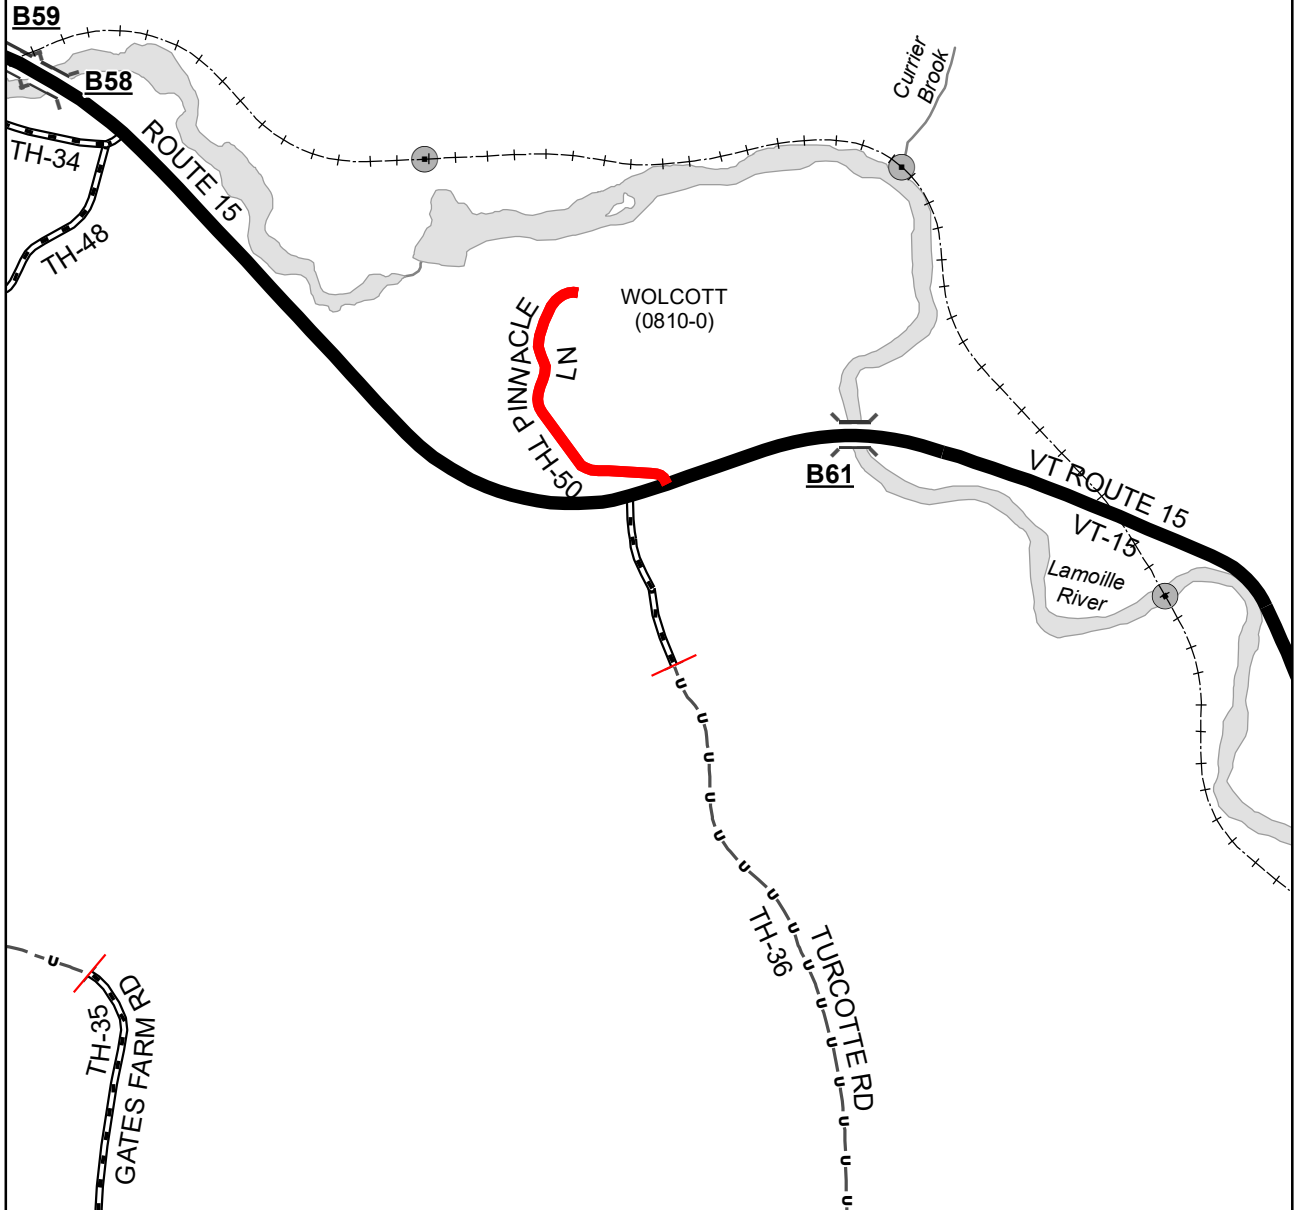 B59
B58
Currier
Brook
ROUTE 15
TH-34
TH-48
WOLCOTT
(0810-0)
PINNACLE
LN
TH-50
B61
VT ROUTE 15
VT-15
Lamoille
River
TH-36
TURCOTTE RD
TH-35
GATES FARM RD